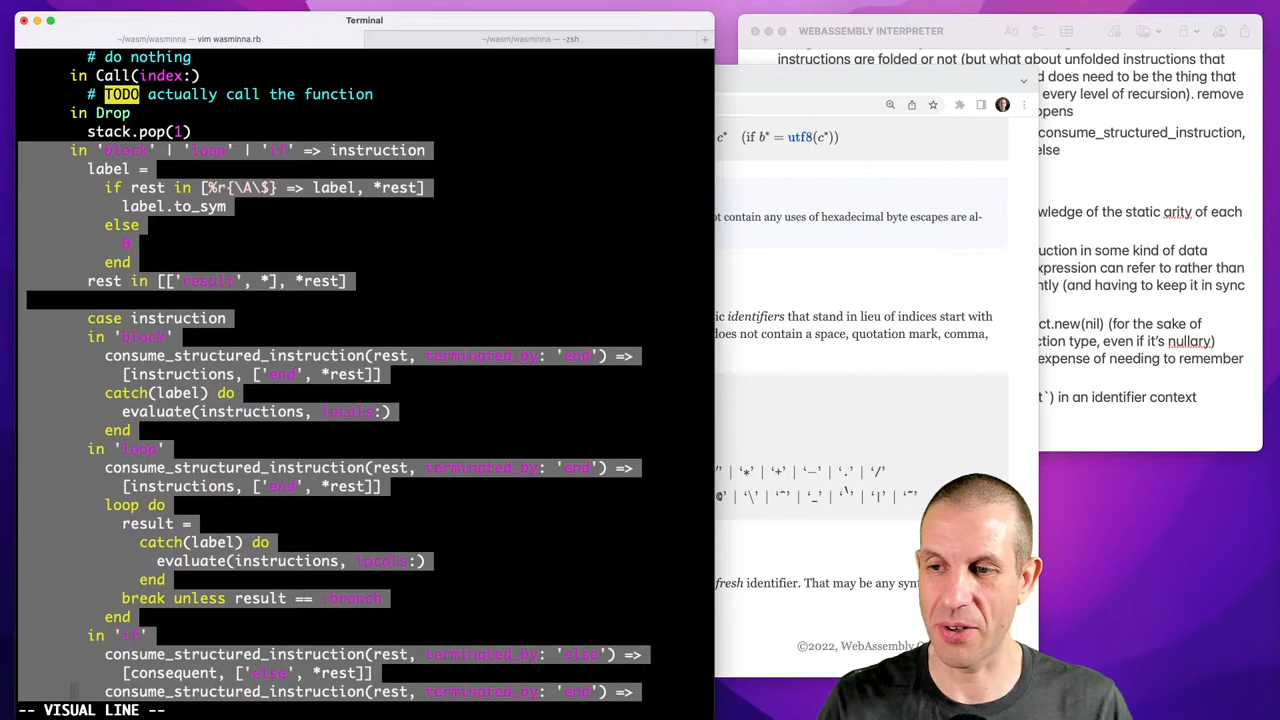 Terminal
~/wasm/wasminna — vim wasminna.rb
~/wasm/wasminna — -zsh
+
# do nothing
in Call(index:)
# TODO actually call the function
in Drop
stack.pop(1)
in 'block' | 'loop' | 'if' => instruction
label =
if rest in [%r{\A\$} => label, *rest]
label.to_sym
else
0
end
rest in [['result', *], *rest]
case instruction
in 'block'
consume_structured_instruction(rest, terminated_by: 'end') =>
[instructions, ['end', *rest]]
catch(label) do
evaluate(instructions, locals:)
end
in 'loop'
consume_structured_instruction(rest, terminated_by: 'end') =>
[instructions, ['end', *rest]]
loop do
result =
catch(label) do
evaluate(instructions, locals:)
end
break unless result == :branch
end
in 'if'
consume_structured_instruction(rest, terminated_by: 'else') =>
[consequent, ['else', *rest]]
consume_structured_instruction(rest, terminated_by: 'end') =>
-- VISUAL LINE --
c* (if b* = utf8(c*))
ot contain any uses of hexadecimal byte escapes are al-
ic identifiers that stand in lieu of indices start with
does not contain a space, quotation mark, comma,
’ | ‘*’ | ‘+’ | ‘−’ | ‘.’ | ‘/’
@’ | ‘\’ | ‘^’ | ‘_’ | ‘`’ | ‘|’ | ‘~’
fresh identifier. That may be any syn
©2022, WebAssembly
WEBASSEMBLY INTERPRETER
Aa
instructions are folded or not (but what about unfolded instructions that
d does need to be the thing that
every level of recursion). remove
pens
consume_structured_instruction,
else
wledge of the static arity of each
uction in some kind of data
expression can refer to rather than
ntly (and having to keep it in sync
ct.new(nil) (for the sake of
ction type, even if it’s nullary)
expense of needing to remember
t`) in an identifier context